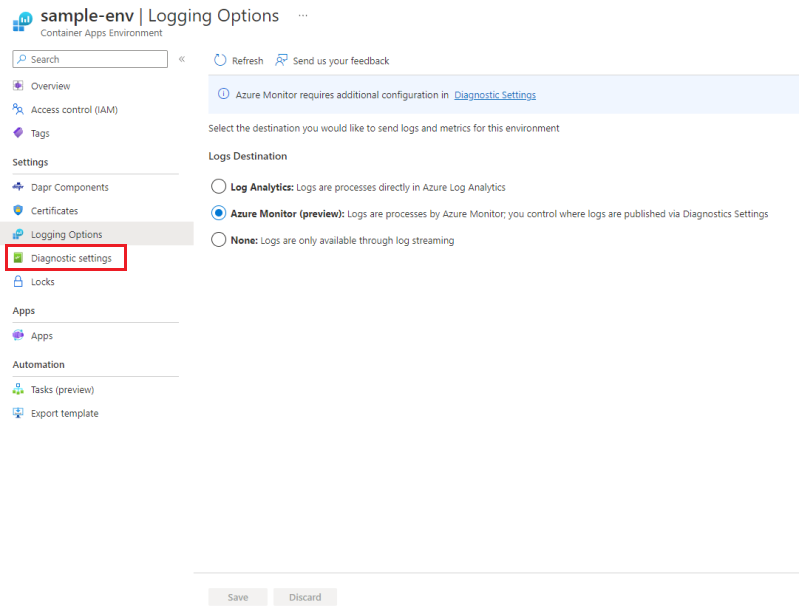 sample-env | Logging Options ...
Container Apps Environment
Search
«
Refresh
Send us your feedback
Overview
Azure Monitor requires additional configuration in Diagnostic Settings
Access control (IAM)
Tags
Select the destination you would like to send logs and metrics for this environment
Settings
Logs Destination
Dapr Components
Log Analytics: Logs are processes directly in Azure Log Analytics
Certificates
Azure Monitor (preview): Logs are processes by Azure Monitor; you control where logs are published via Diagnostics Settings
Logging Options
None: Logs are only available through log streaming
Diagnostic settings
Locks
Apps
Apps
Automation
Tasks (preview)
Export template
Save
Discard